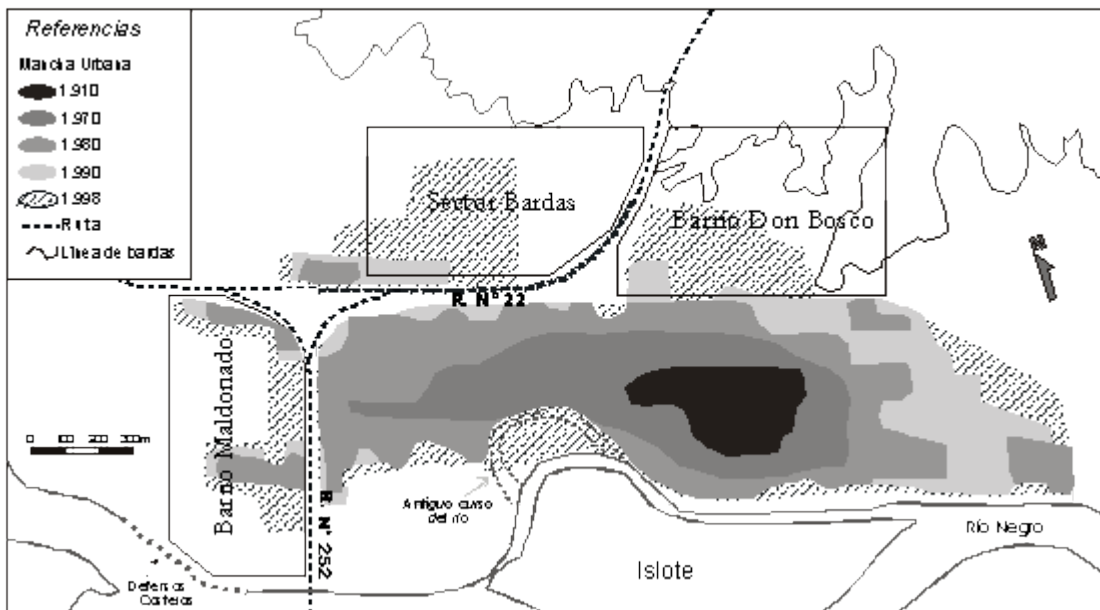 Referencias
Mancha Urbana
1.910
1.970
1.980
1.990
1.998
Ruta
Línea de bardas
Sector Bardas
Barrio Don Bosco
N
R. N° 22
Barrio Maldonado
0 100 200 300m
R. N° 252
Antiguo curso
del río
Río Negro
Islote
Defensas
Costeras